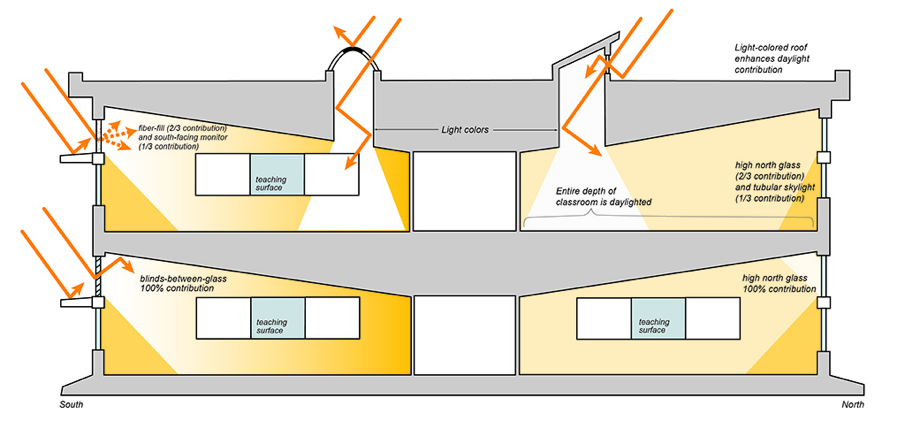 Light-colored roof
enhances daylight
contribution
fiber-fill (2/3 contribution)
and south-facing monitor
(1/3 contribution)
Light colors
teaching
surface
Entire depth of
classroom is daylighted
high north glass
(2/3 contribution)
and tubular skylight
(1/3 contribution)
blinds-between-glass
100% contribution
high north glass
100% contribution
teaching
surface
teaching
surface
South
North